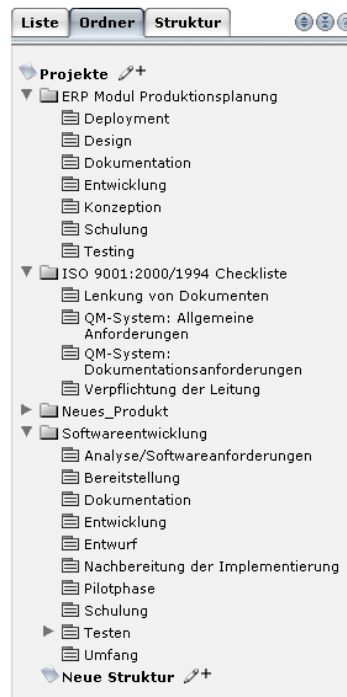 Liste Ordner Struktur
Projekte
ERP Modul Produktionsplanung
Deployment
Design
Dokumentation
Entwicklung
Konzeption
Schulung
Testing
ISO 9001:2000/1994 Checkliste
Lenkung von Dokumenten
QM-System: Allgemeine
Anforderungen
QM-System:
Dokumentationsanforderungen
Verpflichtung der Leitung
Neues_Produkt
Softwareentwicklung
Analyse/Softwareanforderungen
Bereitstellung
Dokumentation
Entwicklung
Entwurf
Nachbereitung der Implementierung
Pilotphase
Schulung
Testen
Umfang
Neue Struktur